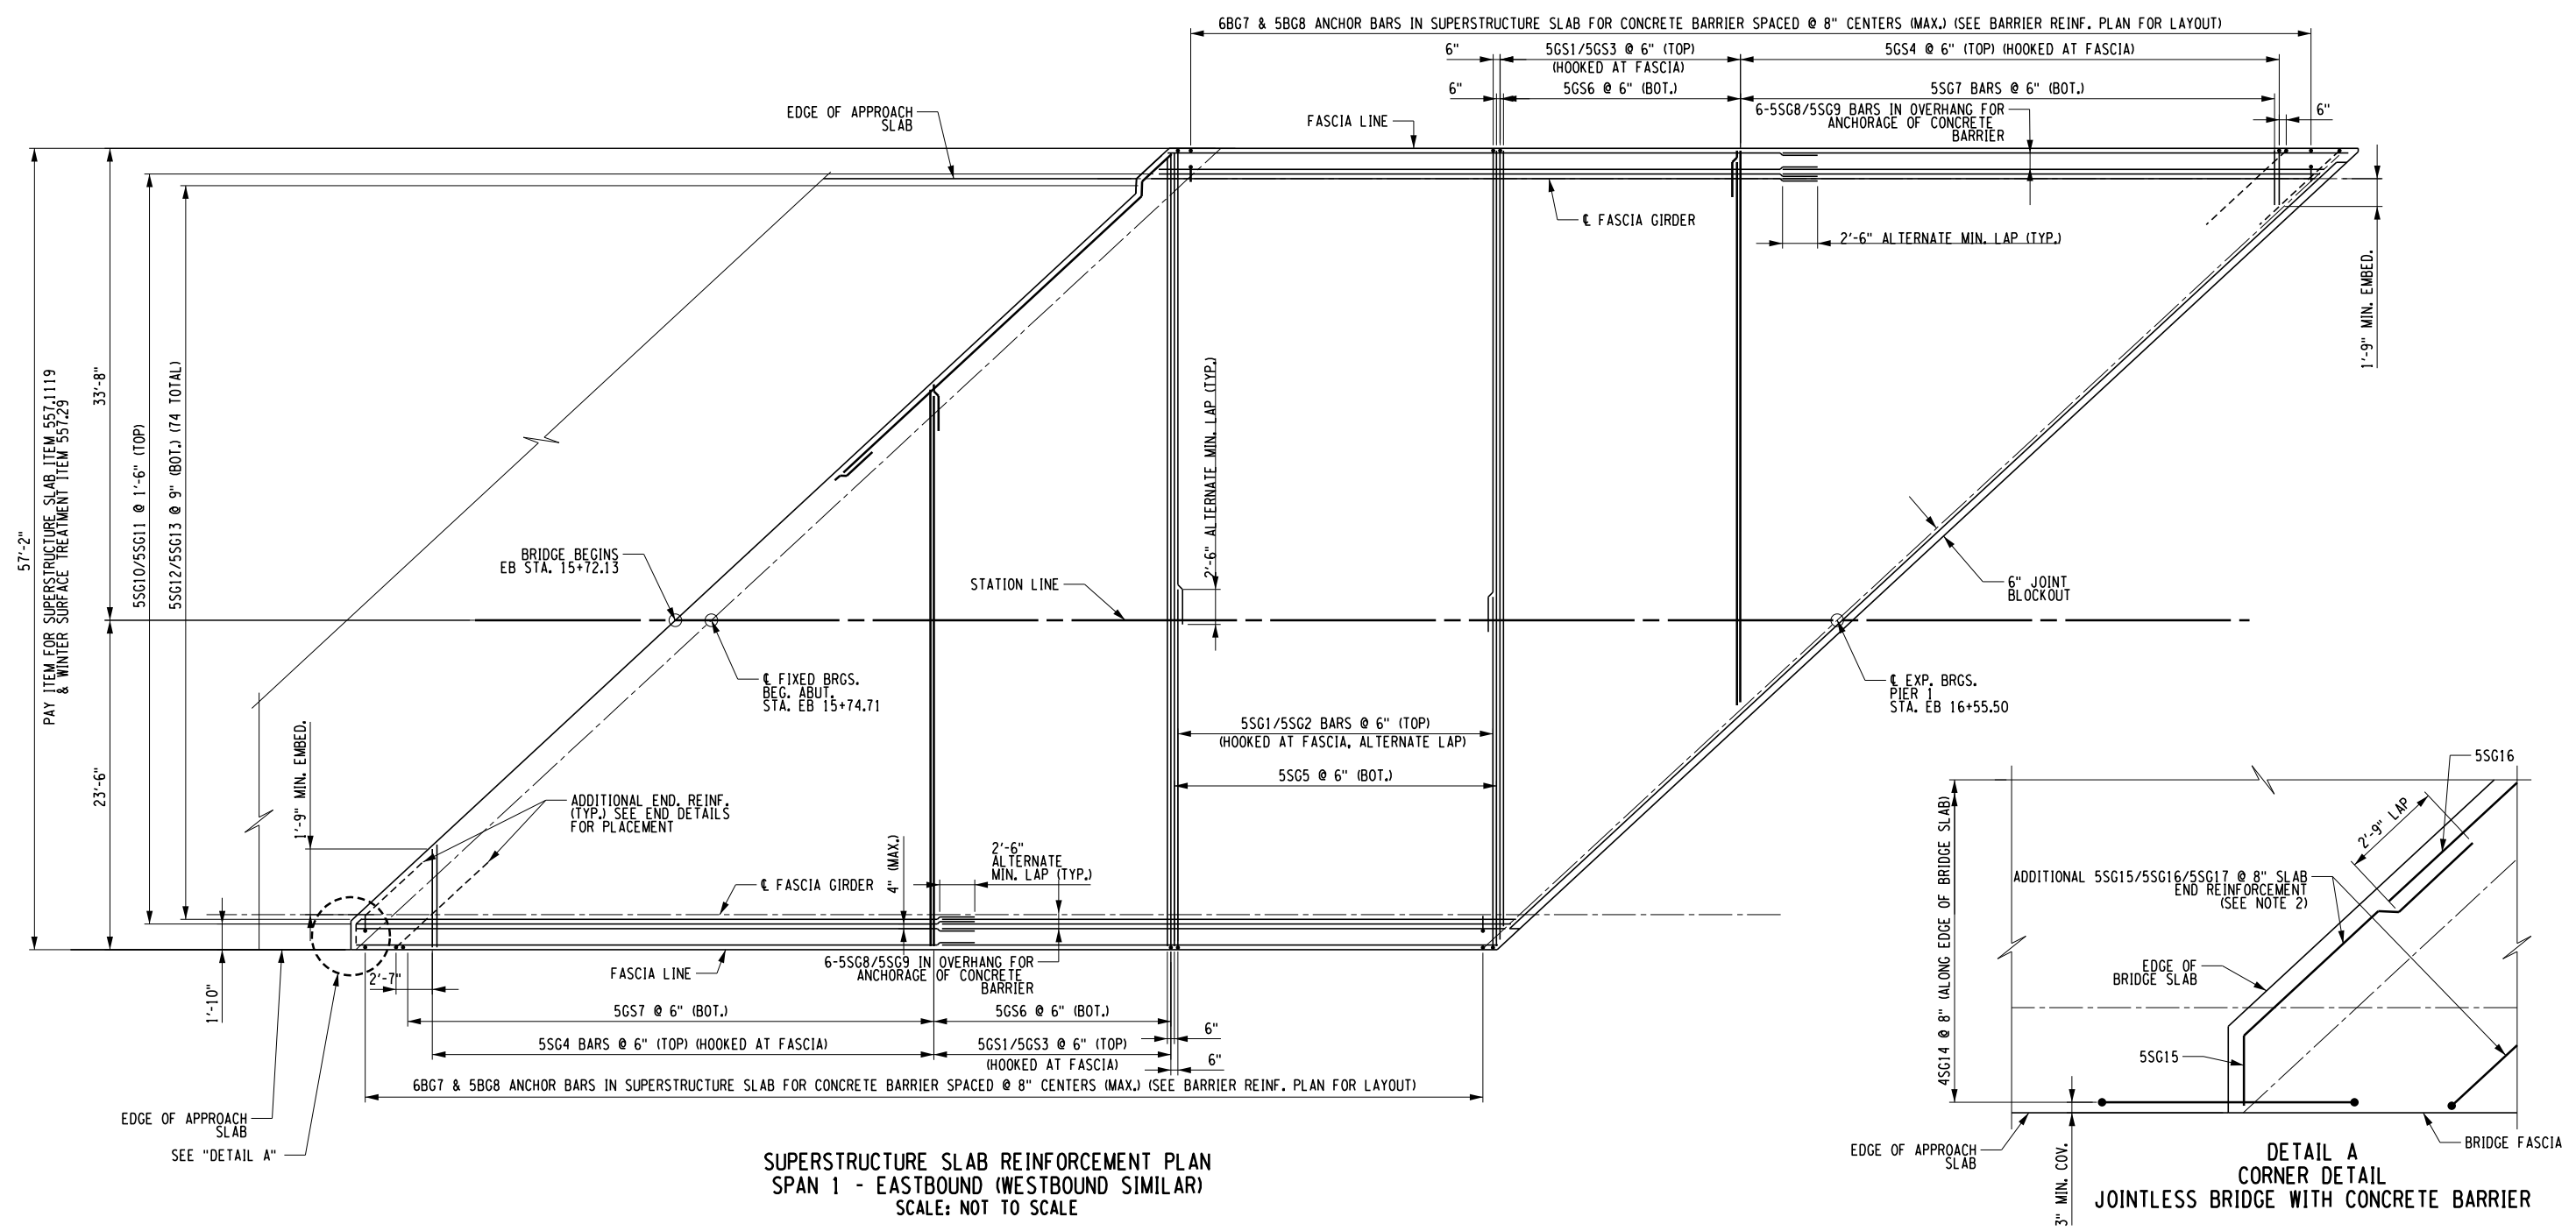 6BG7 & 5BG8 ANCHOR BARS IN SUPERSTRUCTURE SLAB FOR CONCRETE BARRIER SPACED @ 8" CENTERS (MAX.) (SEE BARRIER REINF. PLAN FOR LAYOUT)
6"
5GS1/5GS3 @ 6" (TOP)
(HOOKED AT FASCIA)
5GS4 @ 6" (TOP) (HOOKED AT FASCIA)
6"
5GS6 @ 6" (BOT.)
5SG7 BARS @ 6" (BOT.)
6-5SG8/5SG9 BARS IN OVERHANG FOR
ANCHORAGE OF CONCRETE
BARRIER
6"
EDGE OF APPROACH
SLAB
FASCIA LINE
℄ FASCIA GIRDER
2'-6" ALTERNATE MIN. LAP (TYP.)
1'-9" MIN. EMBED.
57'-2"
PAY ITEM FOR SUPERSTRUCTURE SLAB ITEM 557.1119
& WINTER SURFACE TREATMENT ITEM 557.29
33'-8"
23'-6"
5SG10/5SG11 @ 1'-6" (TOP)
5SG12/5SG13 @ 9" (BOT.) (74 TOTAL)
2'-6" ALTERNATE MIN. LAP (TYP.)
BRIDGE BEGINS
EB STA. 15+72.13
STATION LINE
6" JOINT
BLOCKOUT
℄ FIXED BRGS.
BEG. ABUT.
STA. EB 15+74.71
℄ EXP. BRGS.
PIER 1
STA. EB 16+55.50
5SG1/5SG2 BARS @ 6" (TOP)
(HOOKED AT FASCIA, ALTERNATE LAP)
5SG5 @ 6" (BOT.)
1'-9" MIN. EMBED.
ADDITIONAL END. REINF.
(TYP.) SEE END DETAILS
FOR PLACEMENT
℄ FASCIA GIRDER
4" (MAX.)
2'-6"
ALTERNATE
MIN. LAP (TYP.)
1'-10"
2'-7"
FASCIA LINE
6-5SG8/5SG9 IN OVERHANG FOR
ANCHORAGE OF CONCRETE
BARRIER
5GS7 @ 6" (BOT.)
5GS6 @ 6" (BOT.)
6"
5SG4 BARS @ 6" (TOP) (HOOKED AT FASCIA)
5GS1/5GS3 @ 6" (TOP)
(HOOKED AT FASCIA)
6"
6BG7 & 5BG8 ANCHOR BARS IN SUPERSTRUCTURE SLAB FOR CONCRETE BARRIER SPACED @ 8" CENTERS (MAX.) (SEE BARRIER REINF. PLAN FOR LAYOUT)
EDGE OF APPROACH
SLAB
SEE "DETAIL A"
SUPERSTRUCTURE SLAB REINFORCEMENT PLAN
SPAN 1 - EASTBOUND (WESTBOUND SIMILAR)
SCALE: NOT TO SCALE
5SG16
2'-9" LAP
4SG14 @ 8" (ALONG EDGE OF BRIDGE SLAB)
ADDITIONAL 5SG15/5SG16/5SG17 @ 8" SLAB
END REINFORCEMENT
(SEE NOTE 2)
EDGE OF
BRIDGE SLAB
5SG15
3" MIN. COV.
EDGE OF APPROACH
SLAB
BRIDGE FASCIA
DETAIL A
CORNER DETAIL
JOINTLESS BRIDGE WITH CONCRETE BARRIER